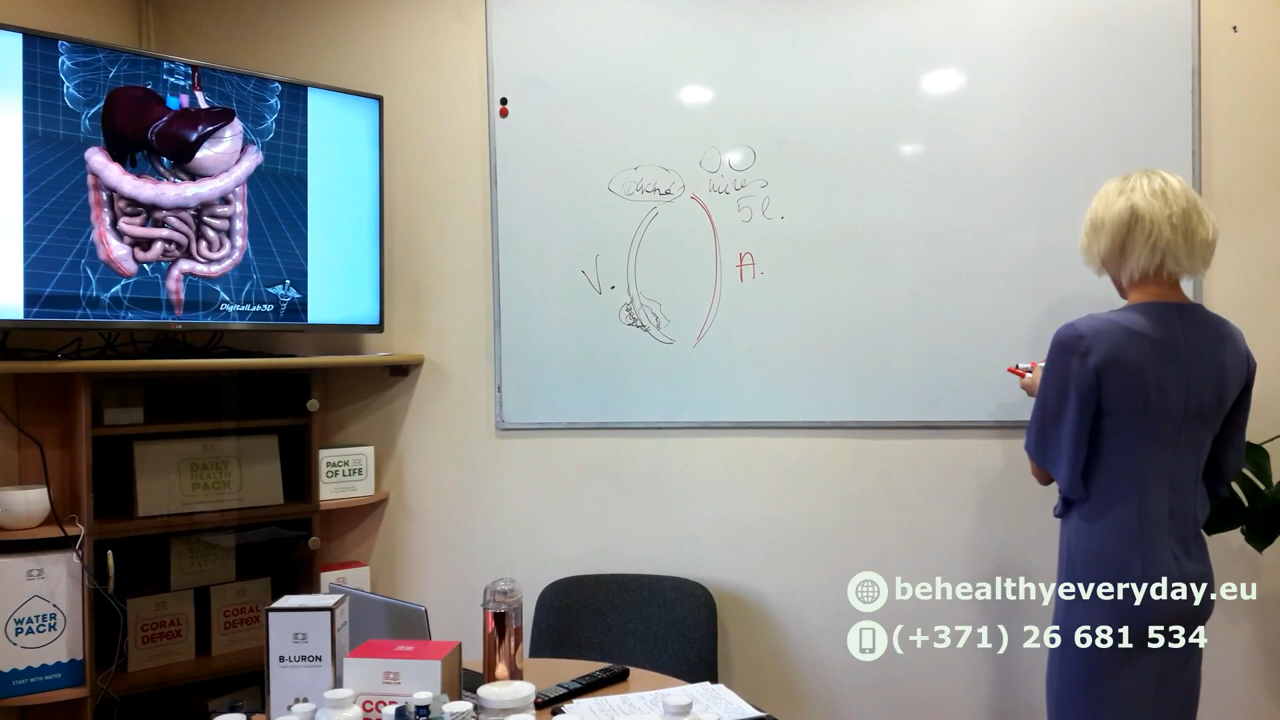 DigitalLab3D
nieres
5l.
V.
A.
DAILY
HEALTH
PACK
PACK
OF LIFE
CORAL
DETOX
CORAL
DETOX
WATER
PACK
START WITH WATER
B-LURON
behealthyeveryday.eu
(+371) 26 681 534